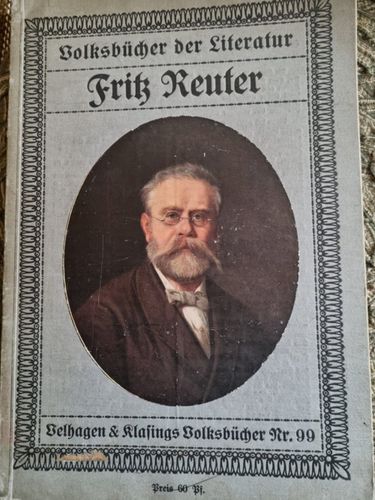 Volksbücher der Literatur
Fritz Reuter
Velhagen & Klasings Volksbücher Nr. 99
Preis 60 Pf.